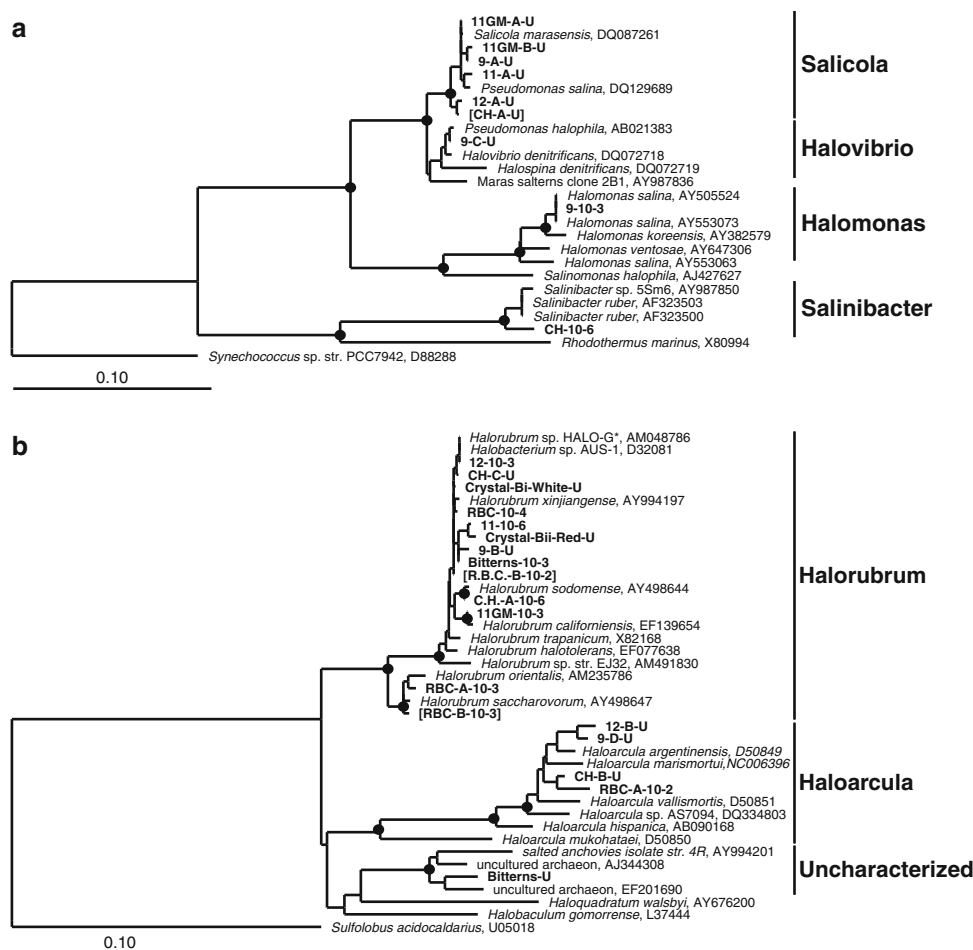 a
11GM-A-U
Salicola marasensis, DQ087261
11GM-B-U
9-A-U
11-A-U
Pseudomonas salina, DQ129689
12-A-U
[CH-A-U]
Salicola
Pseudomonas halophila, AB021383
9-C-U
Halovibrio denitrificans, DQ072718
Halospina denitrificans, DQ072719
Maras salterns clone 2B1, AY987836
Halovibrio
Halomonas salina, AY505524
9-10-3
Halomonas salina, AY553073
Halomonas koreensis, AY382579
Halomonas ventosae, AY647306
Halomonas salina, AY553063
Halomonas
Salinomonas halophila, AJ427627
Salinibacter sp. 5Sm6, AY987850
Salinibacter ruber, AF323503
Salinibacter ruber, AF323500
CH-10-6
Salinibacter
Rhodothermus marinus, X80994
Synechococcus sp. str. PCC7942, D88288
0.10
b
Halorubrum sp. HALO-G*, AM048786
Halobacterium sp. AUS-1, D32081
12-10-3
CH-C-U
Crystal-Bi-White-U
Halorubrum xinjiangense, AY994197
RBC-10-4
11-10-6
Crystal-Bii-Red-U
9-B-U
Bitterns-10-3
[R.B.C.-B-10-2]
Halorubrum sodomense, AY498644
C.H.-A-10-6
11GM-10-3
Halorubrum californiensis, EF139654
Halorubrum trapanicum, X82168
Halorubrum halotolerans, EF077638
Halorubrum sp. str. EJ32, AM491830
Halorubrum orientalis, AM235786
RBC-A-10-3
Halorubrum saccharovorum, AY498647
[RBC-B-10-3]
Halorubrum
12-B-U
9-D-U
Haloarcula argentinensis, D50849
Haloarcula marismortui,NC006396
CH-B-U
RBC-A-10-2
Haloarcula vallismortis, D50851
Haloarcula sp. AS7094, DQ334803
Haloarcula hispanica, AB090168
Haloarcula mukohataei, D50850
Haloarcula
salted anchovies isolate str. 4R, AY994201
uncultured archaeon, AJ344308
Bitterns-U
uncultured archaeon, EF201690
Uncharacterized
Haloquadratum walsbyi, AY676200
Halobaculum gomorrense, L37444
Sulfolobus acidocaldarius, U05018
0.10